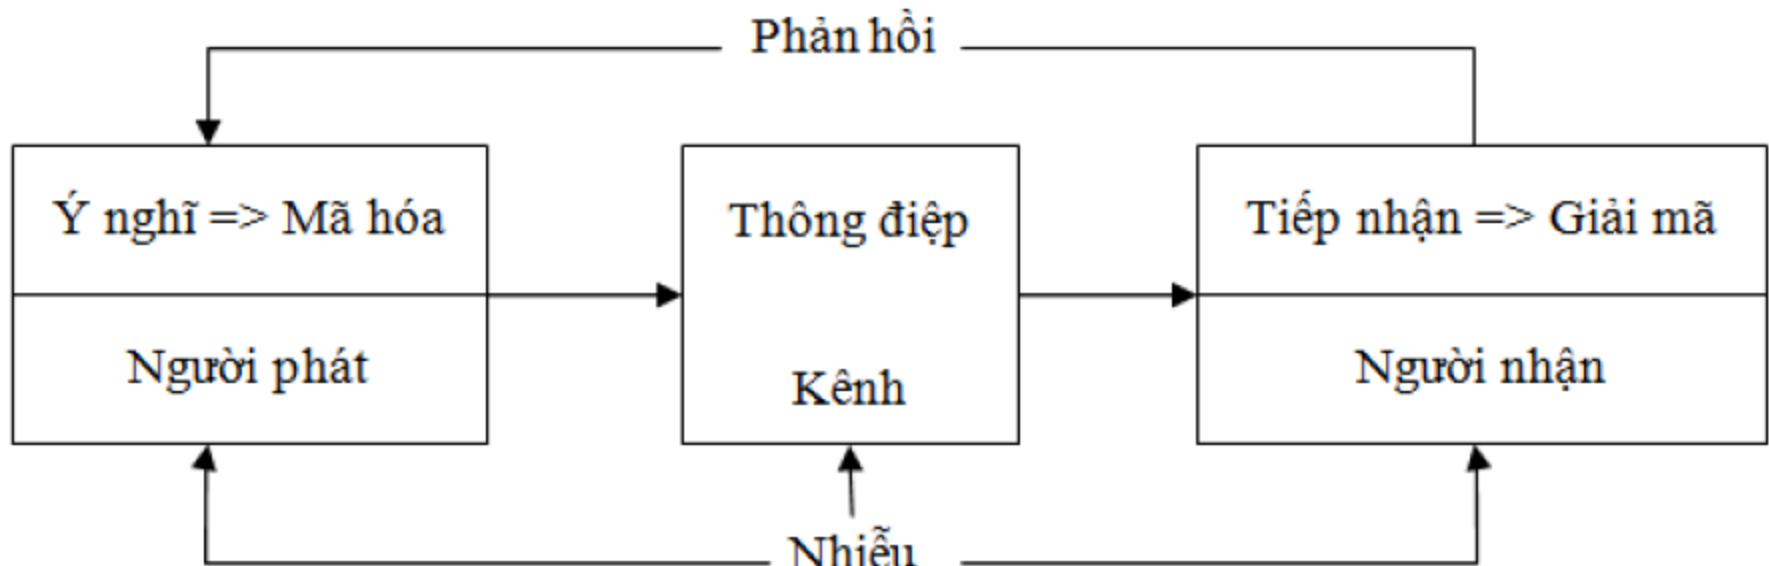 Phản hồi
Ý nghĩ => Mã hóa
Thông điệp
Tiếp nhận => Giải mã
Người phát
Kênh
Người nhận
Nhiễu